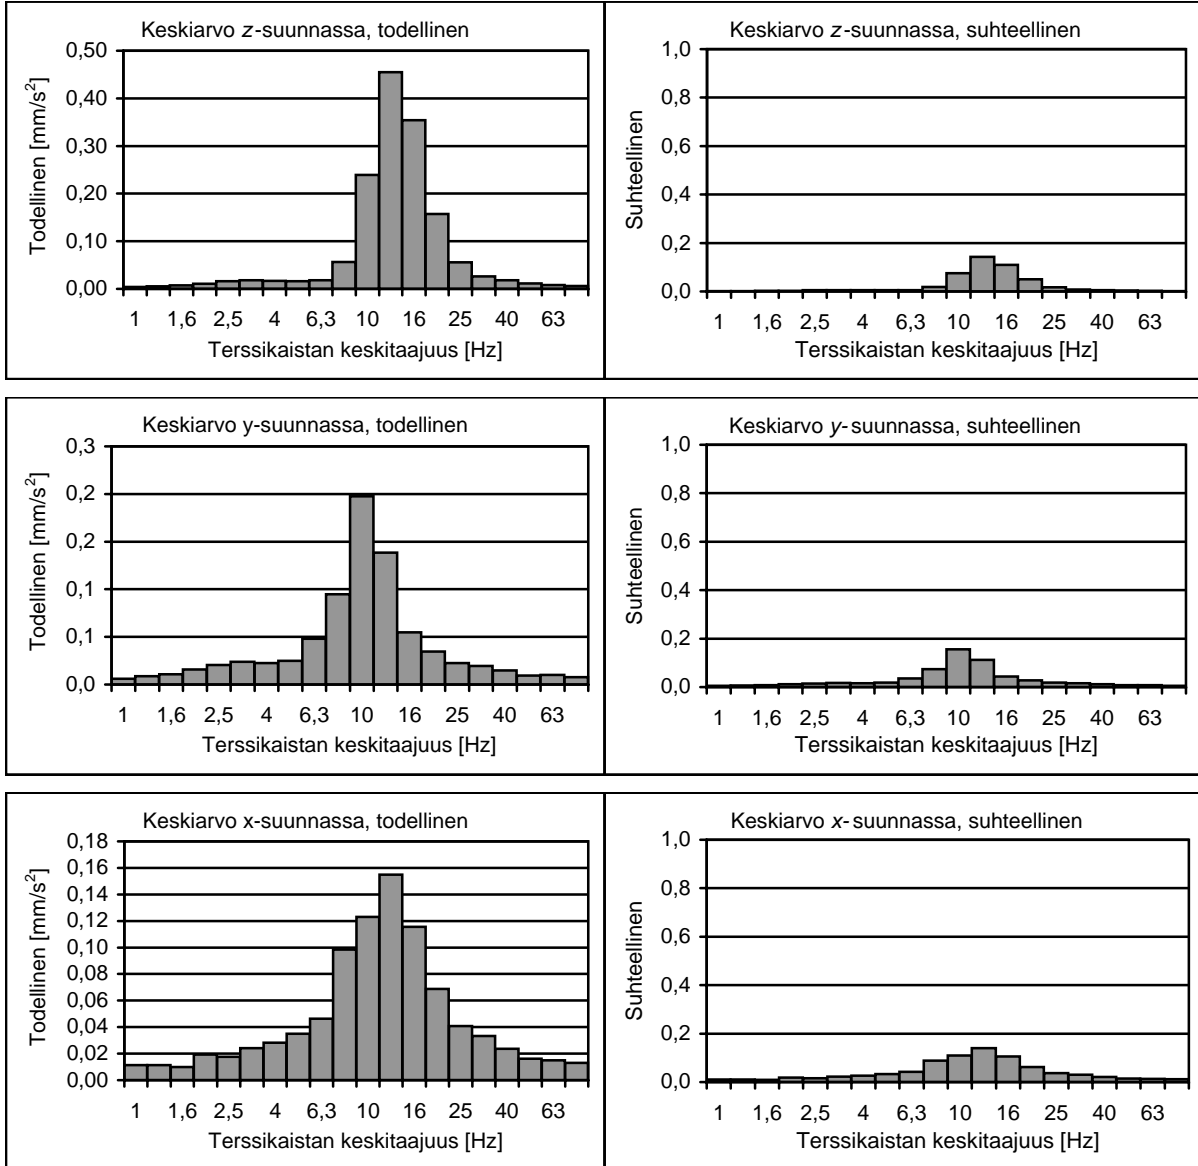 Keskiarvo z-suunnassa, todellinen
Todellinen [mm/s²]
0,50
0,40
0,30
0,20
0,10
0,00
1 1,6 2,5 4 6,3 10 16 25 40 63
Terssikaistan keskitaajuus [Hz]
Keskiarvo z-suunnassa, suhteellinen
Suhteellinen
1,0
0,8
0,6
0,4
0,2
0,0
1 1,6 2,5 4 6,3 10 16 25 40 63
Terssikaistan keskitaajuus [Hz]
Keskiarvo y-suunnassa, todellinen
Todellinen [mm/s²]
0,3
0,2
0,2
0,1
0,1
0,0
1 1,6 2,5 4 6,3 10 16 25 40 63
Terssikaistan keskitaajuus [Hz]
Keskiarvo y-suunnassa, suhteellinen
Suhteellinen
1,0
0,8
0,6
0,4
0,2
0,0
1 1,6 2,5 4 6,3 10 16 25 40 63
Terssikaistan keskitaajuus [Hz]
Keskiarvo x-suunnassa, todellinen
Todellinen [mm/s²]
0,18
0,16
0,14
0,12
0,10
0,08
0,06
0,04
0,02
0,00
1 1,6 2,5 4 6,3 10 16 25 40 63
Terssikaistan keskitaajuus [Hz]
Keskiarvo x-suunnassa, suhteellinen
Suhteellinen
1,0
0,8
0,6
0,4
0,2
0,0
1 1,6 2,5 4 6,3 10 16 25 40 63
Terssikaistan keskitaajuus [Hz]